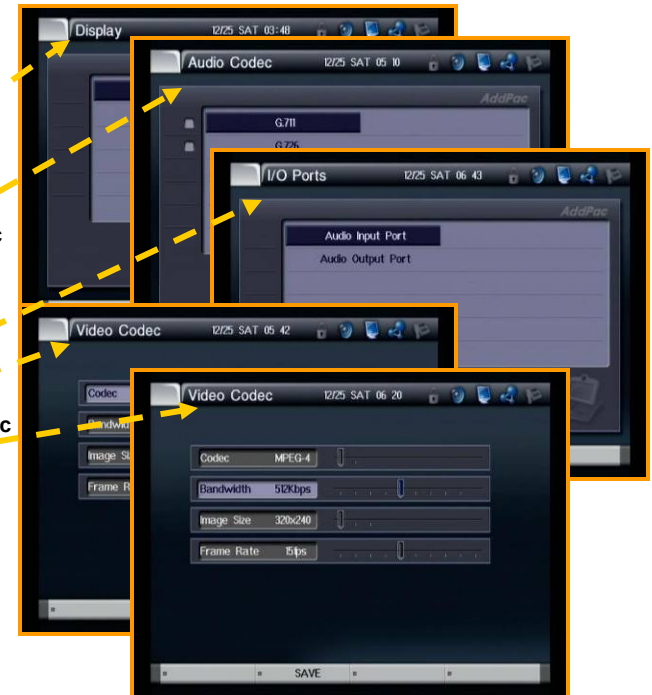 Display 12/25 SAT 03:48
Audio Codec 12/25 SAT 05 10
AddPac
G.711
G.726
I/O Ports 12/25 SAT 06 43
AddPac
Audio Input Port
Audio Output Port
c
Video Codec 12/25 SAT 05 42
Codec
Bandwid
Image Si
Frame R
c
Video Codec 12/25 SAT 06 20
Codec MPEG-4
Bandwidth 512Kbps
Image Size 320x240
Frame Rate 15fps
SAVE